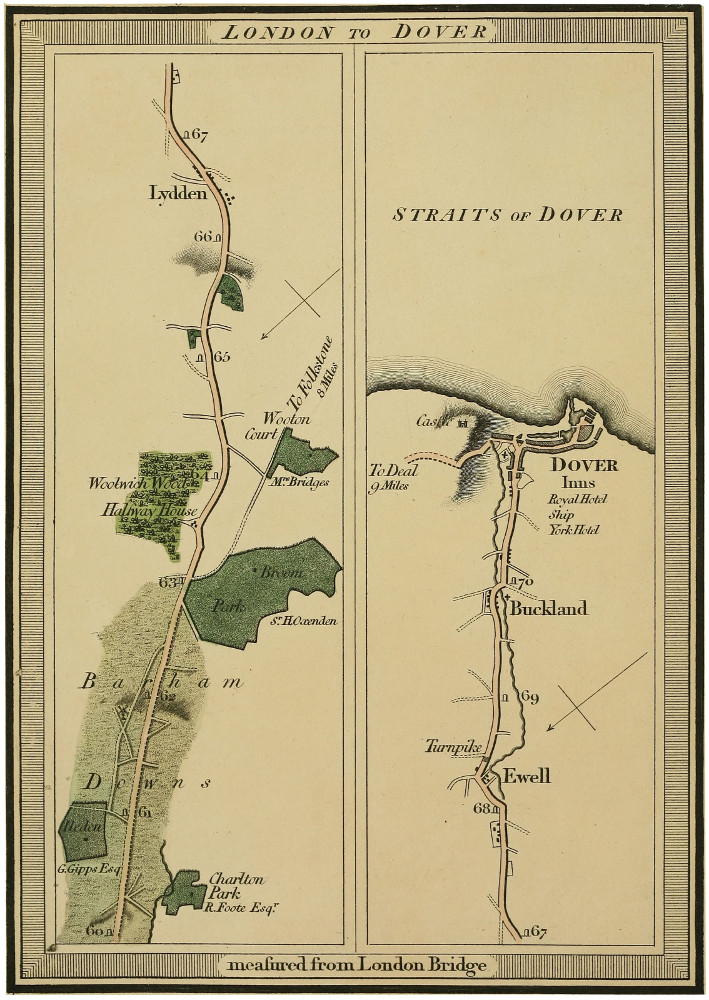 LONDON TO DOVER
67
Lydden
66
65
To Folkstone
8 Miles
Wooton
Court
Mr. Bridges
Woolwich Wood
64
Halfway House
63
Broom
Park
Sr. H. Oxenden
Barham
62
Downs
61
G. Gipps Esq.
Charlton
Park
R. Foote Esqr.
60
STRAITS OF DOVER
Castle
To Deal
9 Miles
DOVER
Inns
Royal Hotel
Ship
York Hotel
70
Buckland
69
Turnpike
Ewell
68
67
meaſured from London Bridge